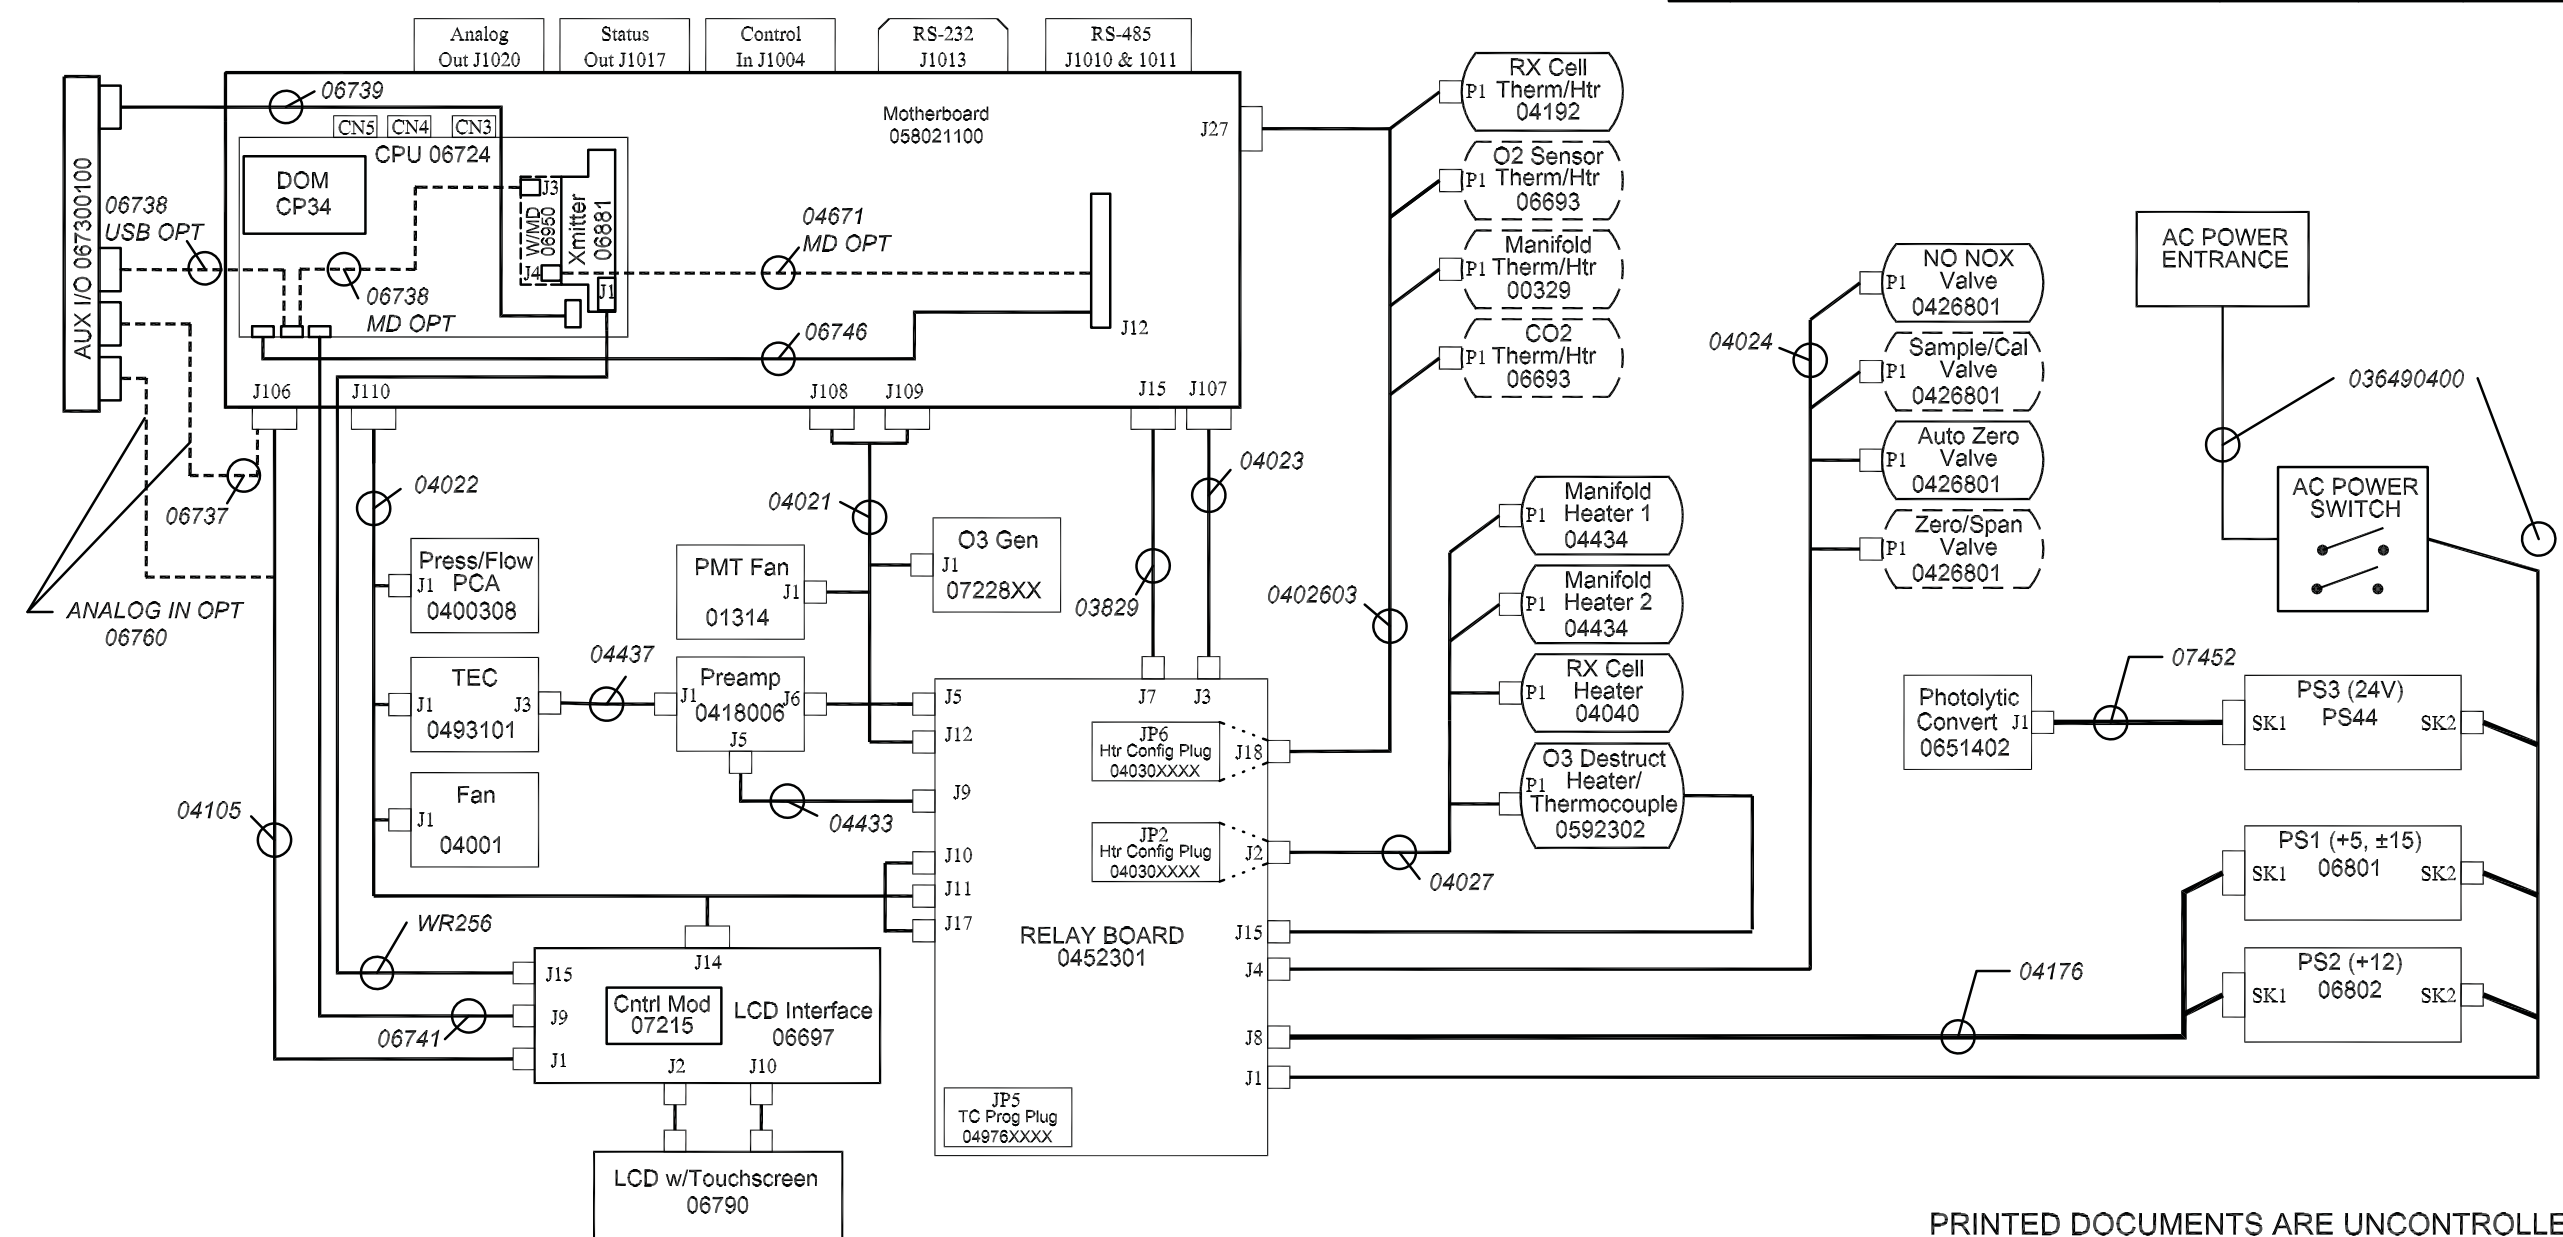 Analog
Out J1020
Status
Out J1017
Control
In J1004
RS-232
J1013
RS-485
J1010 & 1011
AUX I/O 067300100
06739
Motherboard
058021100
J27
CN5
CN4
CN3
CPU 06724
DOM
CP34
06738
USB OPT
06738
MD OPT
J3
W/MD
06950
J4
Xmitter
06881
J1
04671
MD OPT
J12
06746
J106
J110
J108
J109
J15
J107
06737
ANALOG IN OPT
06760
04022
04021
04023
03829
Press/Flow
J1
PCA
0400308
PMT Fan
J1
01314
O3 Gen
J1
07228XX
TEC
J1
J3
0493101
04437
Preamp
J1
0418006
J6
J5
04433
Fan
J1
04001
04105
WR256
06741
J15
J9
J1
J14
Cntrl Mod
07215
LCD Interface
06697
J2
J10
LCD w/Touchscreen
06790
J7
J3
J5
J12
J9
J10
J11
J17
JP6
Htr Config Plug
04030XXXX
J18
JP2
Htr Config Plug
04030XXXX
J2
RELAY BOARD
0452301
J15
J4
J8
J1
JP5
TC Prog Plug
04976XXXX
RX Cell
P1 Therm/Htr
04192
O2 Sensor
P1 Therm/Htr
06693
Manifold
P1 Therm/Htr
00329
CO2
P1 Therm/Htr
06693
0402603
Manifold
P1 Heater 1
04434
Manifold
P1 Heater 2
04434
RX Cell
P1 Heater
04040
O3 Destruct
P1 Heater/
Thermocouple
0592302
04027
04024
NO NOX
P1 Valve
0426801
Sample/Cal
P1 Valve
0426801
Auto Zero
P1 Valve
0426801
Zero/Span
P1 Valve
0426801
AC POWER
ENTRANCE
036490400
AC POWER
SWITCH
07452
Photolytic
Convert J1
0651402
PS3 (24V)
SK1 PS44 SK2
PS1 (+5, ±15)
SK1 06801 SK2
PS2 (+12)
SK1 06802 SK2
04176
PRINTED DOCUMENTS ARE UNCONTROLLE